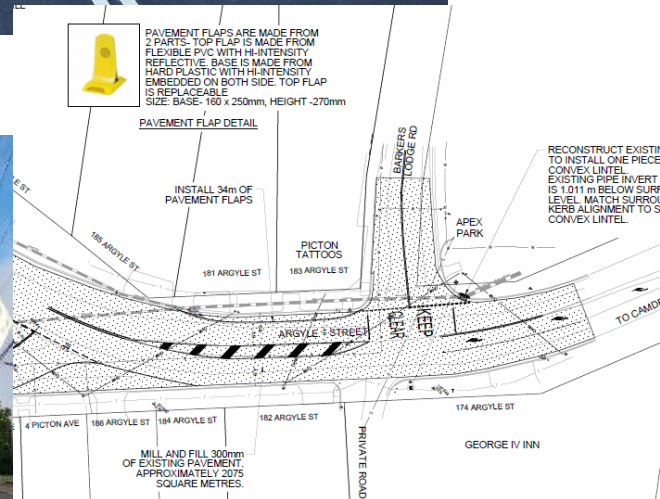 LL
PAVEMENT FLAPS ARE MADE FROM
2 PARTS- TOP FLAP IS MADE FROM
FLEXIBLE PVC WITH HI-INTENSITY
REFLECTIVE. BASE IS MADE FROM
HARD PLASTIC WITH HI-INTENSITY
EMBEDDED ON BOTH SIDE. TOP FLAP
IS REPLACEABLE
SIZE: BASE- 160 x 250mm, HEIGHT -270mm
PAVEMENT FLAP DETAIL
BARKERS
LODGE RD
RECONSTRUCT EXISTIN
TO INSTALL ONE PIECE
CONVEX LINTEL.
EXISTING PIPE INVERT
IS 1.011 m BELOW SURF
LEVEL. MATCH SURROU
KERB ALIGNMENT TO S
CONVEX LINTEL.
E ST
INSTALL 34m OF
PAVEMENT FLAPS
185 ARGYLE ST
APEX
PARK
PICTON
TATTOOS
181 ARGYLE ST
183 ARGYLE ST
ARGYLE STREET
KEEP
CLEAR
TO CAMD
4 PICTON AVE
186 ARGYLE ST
184 ARGYLE ST
182 ARGYLE ST
174 ARGYLE ST
MILL AND FILL 300mm
OF EXISTING PAVEMENT.
APPROXIMATELY 2075
SQUARE METRES.
PRIVATE ROAD
GEORGE IV INN